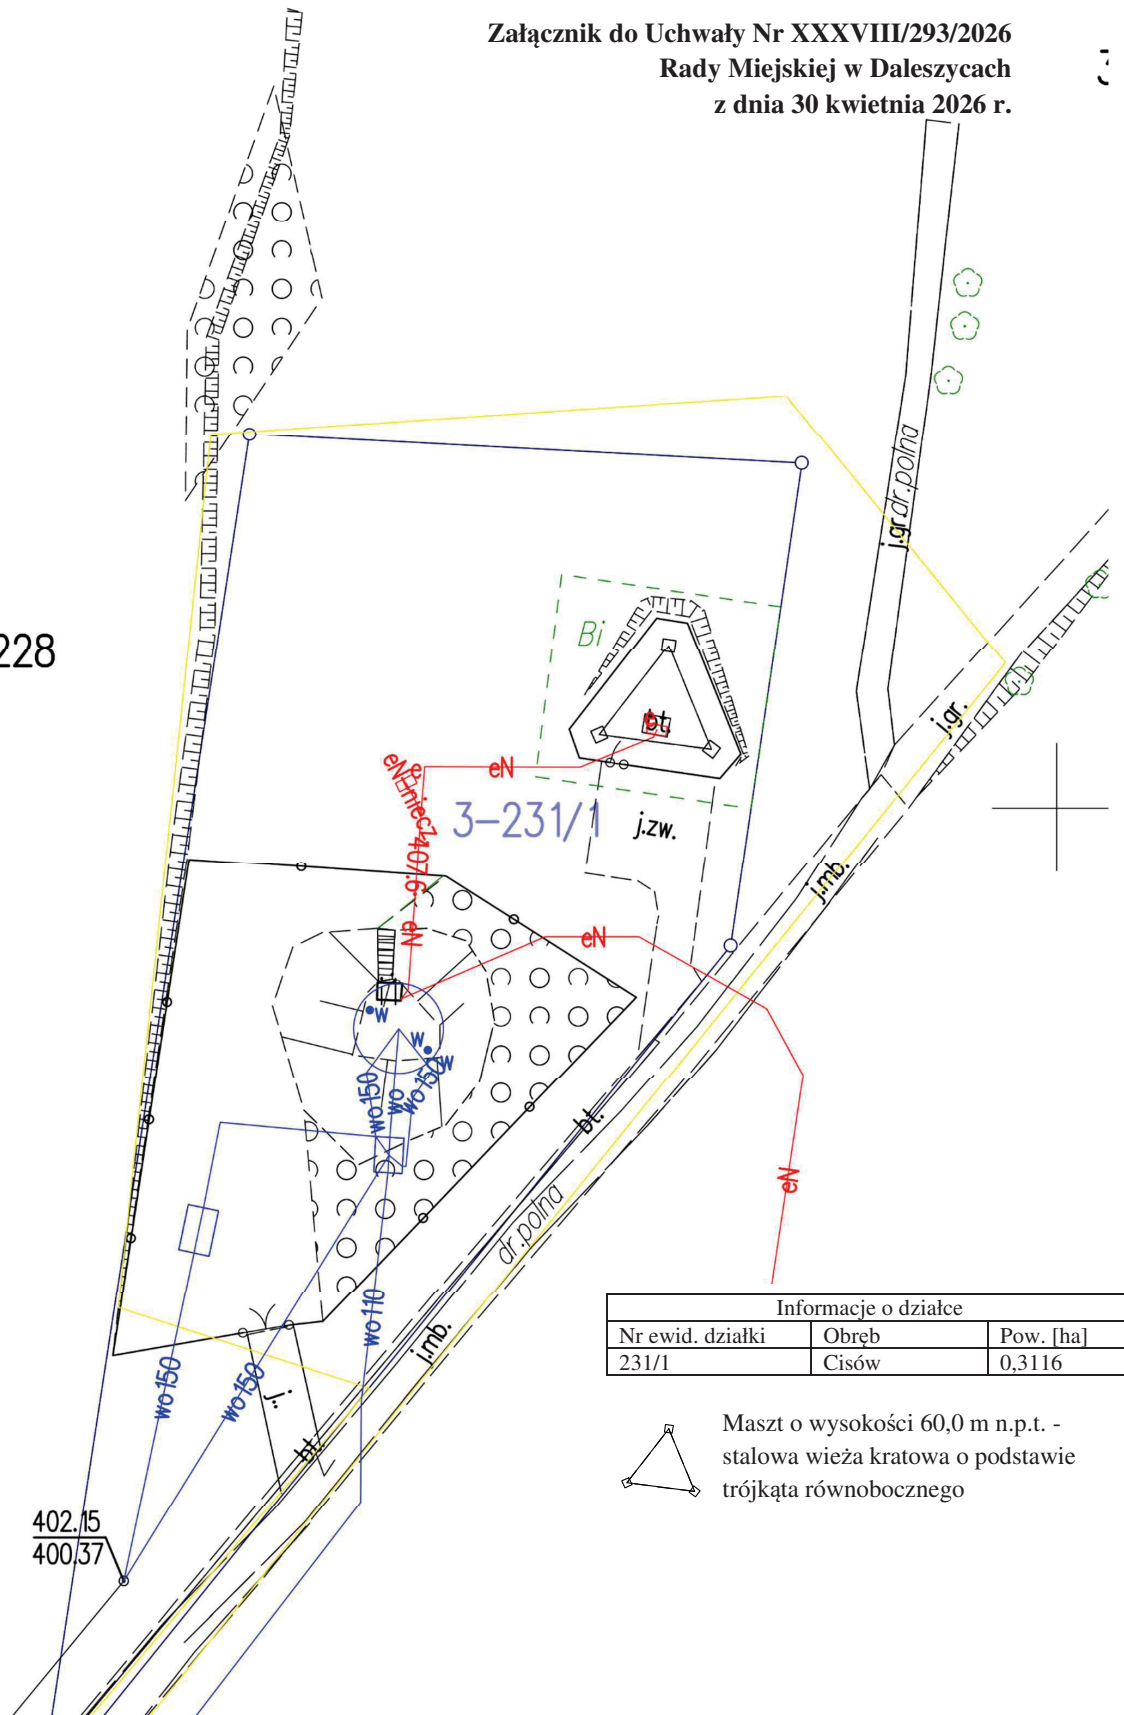 Załącznik do Uchwały Nr XXXVIII/293/2026
Rady Miejskiej w Daleszycach
z dnia 30 kwietnia 2026 r.
j.gr.
dr.polna
228
Bi
bt.
j.gr.
e
eN
eN
3-231/1
j.zw.
j.mb.
eN
eN
w
w
w
wo150
wo
wo150
bt.
eN
dr.polna
wo110
j.mb.
wo150
wo150
j.
bt.
402.15
400.37
Informacje o działce
Nr ewid. działki Obręb Pow. [ha]
231/1 Cisów 0,3116
Maszt o wysokości 60,0 m n.p.t. -
stalowa wieża kratowa o podstawie
trójkąta równobocznego